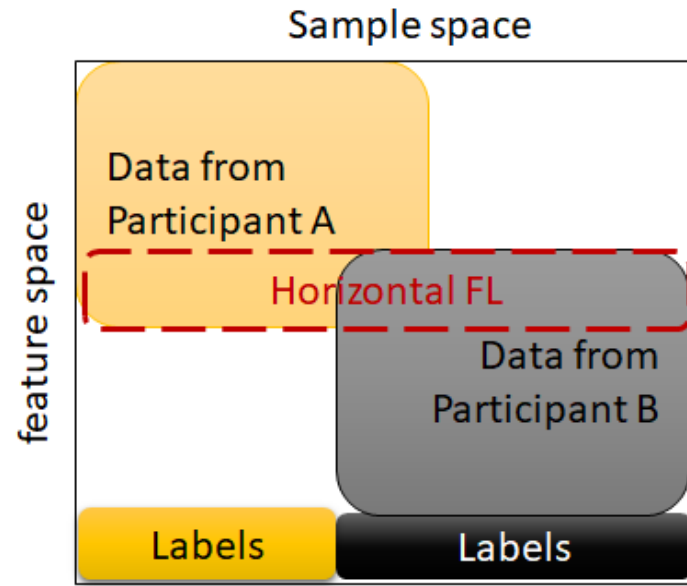 Sample space
feature space
Data from
Participant A
Horizontal FL
Data from
Participant B
Labels
Labels